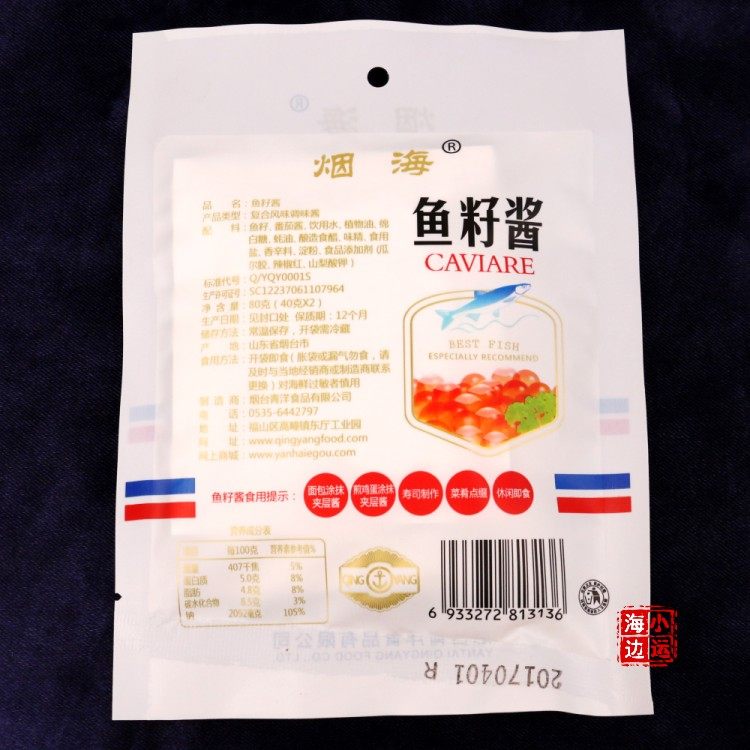 烟海®
鱼籽酱
CAVIARE
BEST FISH
ESPECIALLY RECOMMEND
品 名：鱼籽酱
产品类型：复合风味调味酱
配 料：鱼籽、番茄酱、饮用水、植物油、绵
白糖、蚝油、酿造食醋、味精、食用
盐、香辛料、淀粉、食品添加剂(瓜
尔胶、辣椒红、山梨酸钾)
标准代号：Q/YQY0001S
生产许可证号：SC12237061107964
净 含 量：80克(40克X2)
生产日期：见封口处 保质期：12个月
储存方法：常温保存，开袋需冷藏
产 地：山东省烟台市
食用方法：开袋即食(胀袋或漏气勿食，请
及时与当地经销商或制造商联系
更换)对海鲜过敏者慎用
制 造 商：烟台青洋食品有限公司
电 话：0535-6442797
地 址：福山区高疃镇东厅工业园
网 址：www.qingyangfood.com
网上商城：www.yanhaiegou.com
鱼籽酱食用提示：
面包涂抹
夹层酱
煎鸡蛋涂抹
夹层酱
寿司制作
菜肴点缀
休闲即食
营养成分表
项目 每100克 营养素参考值%
能量 407千焦 5%
蛋白质 5.0克 8%
脂肪 4.8克 8%
碳水化合物 8.5克 3%
钠 2092毫克 105%
QING YANG
6 933272 813136
YANTAI QINGYANG FOOD CO., LTD
20170401 R
小运
海边